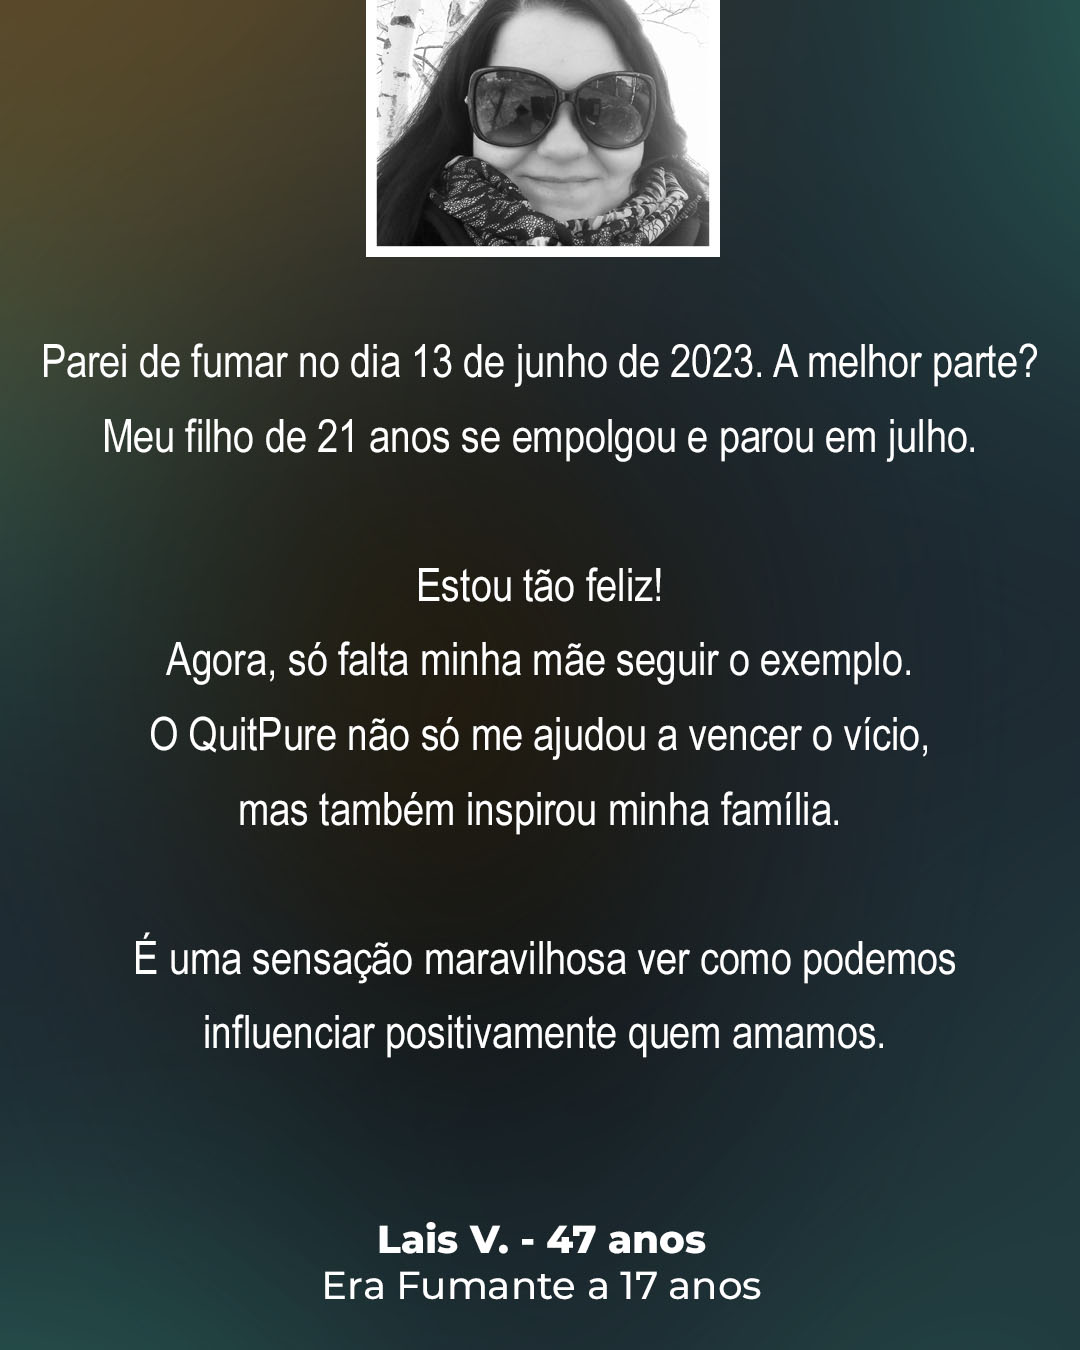 Parei de fumar no dia 13 de junho de 2023. A melhor parte?
Meu filho de 21 anos se empolgou e parou em julho.
Estou tão feliz!
Agora, só falta minha mãe seguir o exemplo.
O QuitPure não só me ajudou a vencer o vício,
mas também inspirou minha família.
É uma sensação maravilhosa ver como podemos
influenciar positivamente quem amamos.
Lais V. - 47 anos
Era Fumante a 17 anos